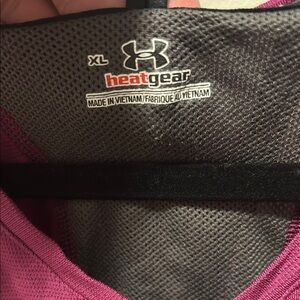 XL
heatgear
MADE IN VIETNAM/FABRIQUÉ AU VIETNAM